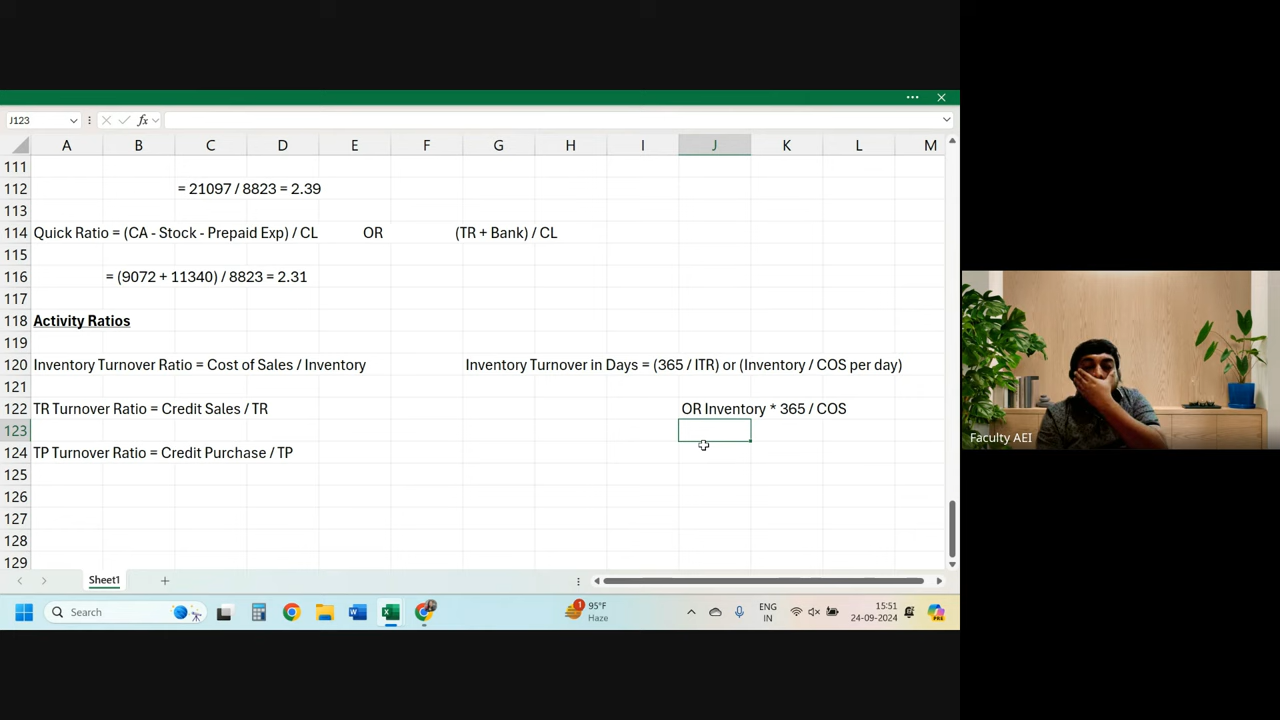 J123
fx
A B C D E F G H I J K L M
111
112 = 21097 / 8823 = 2.39
113
114 Quick Ratio = (CA - Stock - Prepaid Exp) / CL OR (TR + Bank) / CL
115
116 = (9072 + 11340) / 8823 = 2.31
117
118 Activity Ratios
119
120 Inventory Turnover Ratio = Cost of Sales / Inventory Inventory Turnover in Days = (365 / ITR) or (Inventory / COS per day)
121
122 TR Turnover Ratio = Credit Sales / TR OR Inventory * 365 / COS
123
124 TP Turnover Ratio = Credit Purchase / TP
125
126
127
128
129
Faculty AEI
Sheet1
Search
1
95°F
Haze
ENG
IN
15:51
24-09-2024
PRE